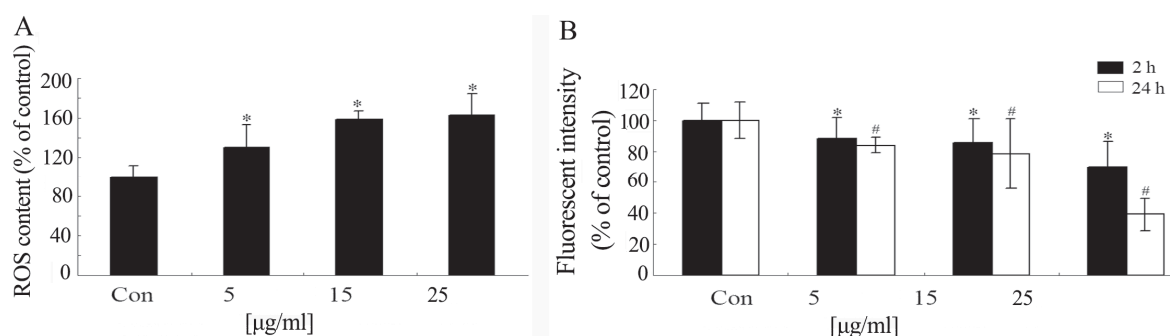 A
ROS content (% of control)
200
160
120
80
40
0
*
*
*
Con 5 15 25
[μg/ml]
B
Fluorescent intensity
(% of control)
120
100
80
60
40
20
0
2 h
24 h
*
#
*
#
*
#
Con 5 15 25
[μg/ml]